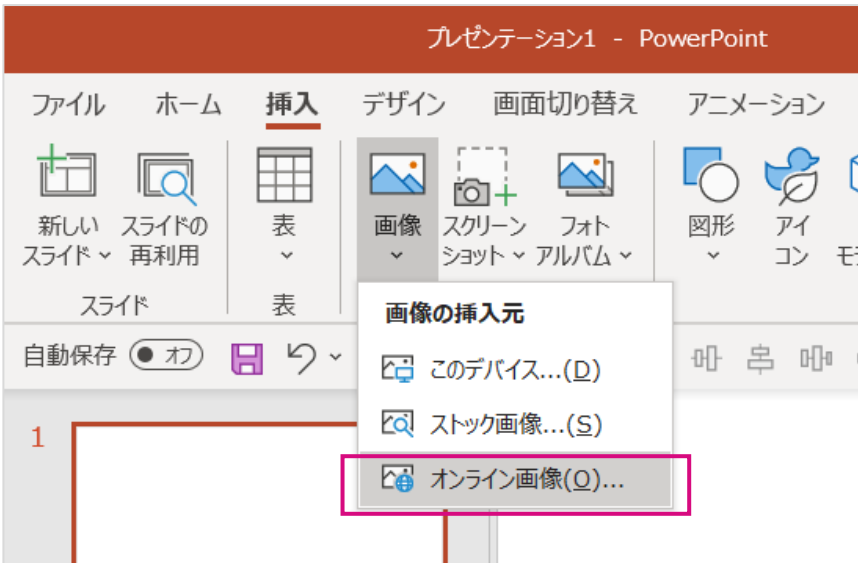 プレゼンテーション1 - PowerPoint
ファイル ホーム 挿入 デザイン 画面切り替え アニメーション
新しい スライドの 表 画像 スクリーン フォト 図形 アイ
スライド 再利用 ショット アルバム コン
スライド 表
画像の挿入元
自動保存 オフ
このデバイス...(D)
ストック画像...(S)
1
オンライン画像(O)...